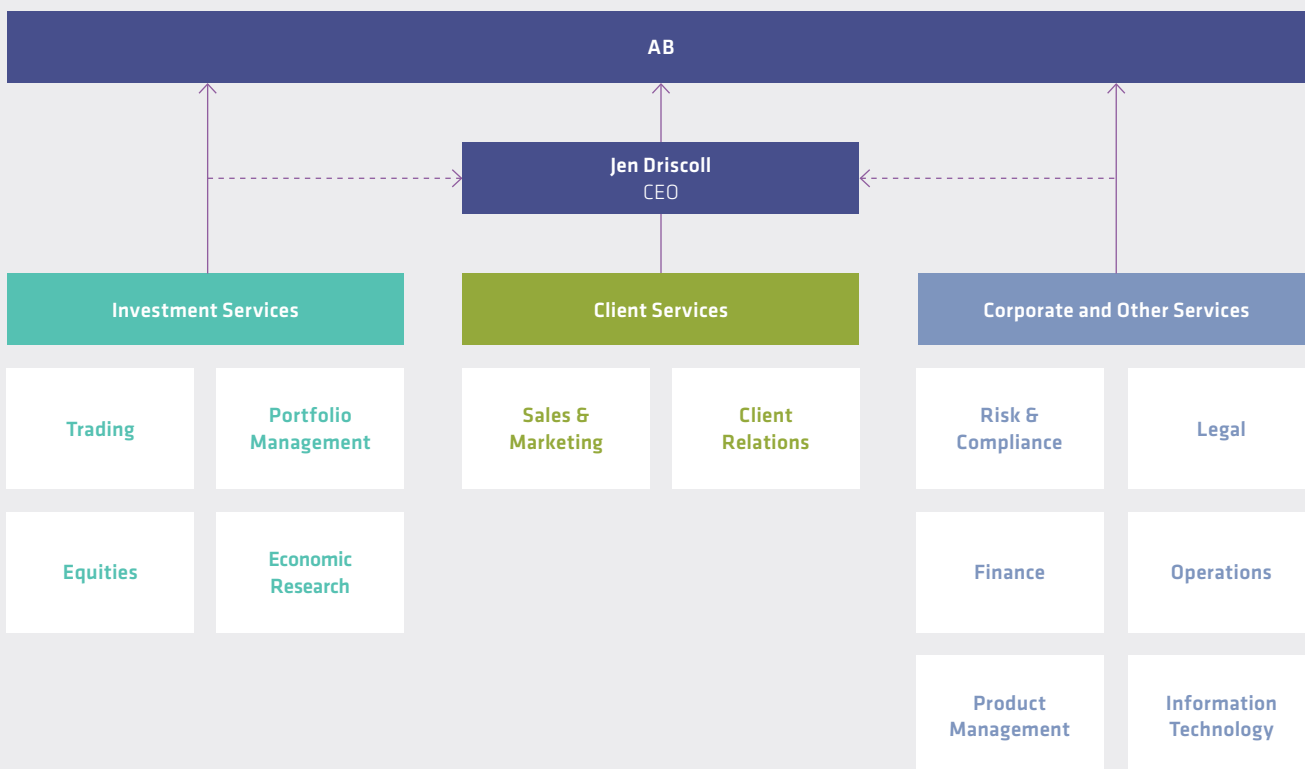 AB
Jen Driscoll
CEO
Investment Services
Client Services
Corporate and Other Services
Trading
Portfolio
Management
Sales &
Marketing
Client
Relations
Risk &
Compliance
Legal
Equities
Economic
Research
Finance
Operations
Product
Management
Information
Technology